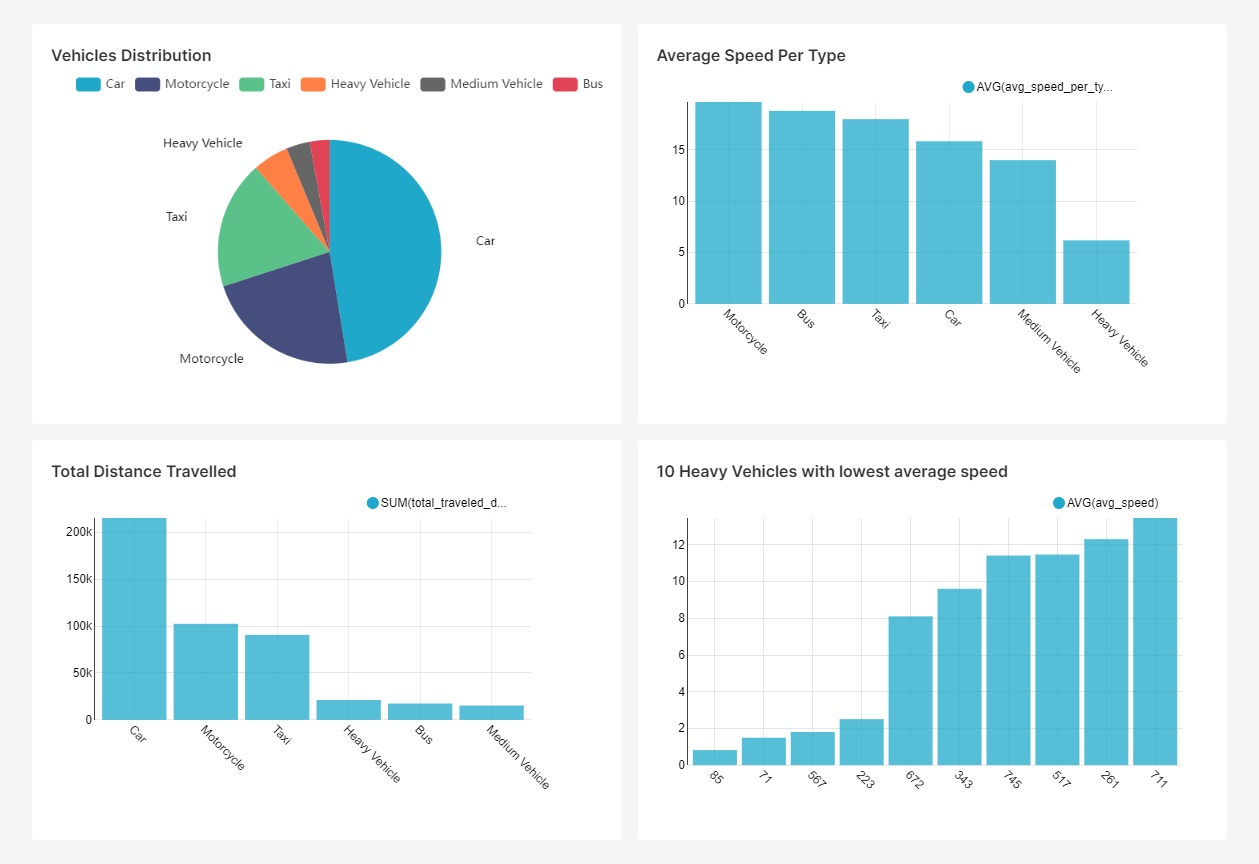 Vehicles Distribution
Car Motorcycle Taxi Heavy Vehicle Medium Vehicle Bus
Heavy Vehicle
Taxi
Car
Motorcycle
Average Speed Per Type
AVG(avg_speed_per_ty...
15
10
5
0
Motorcycle Bus Taxi Car Medium Vehicle Heavy Vehicle
Total Distance Travelled
SUM(total_traveled_d...
200k
150k
100k
50k
0
Car Motorcycle Taxi Heavy Vehicle Bus Medium Vehicle
10 Heavy Vehicles with lowest average speed
AVG(avg_speed)
12
10
8
6
4
2
0
85 71 567 223 672 343 745 517 261 711